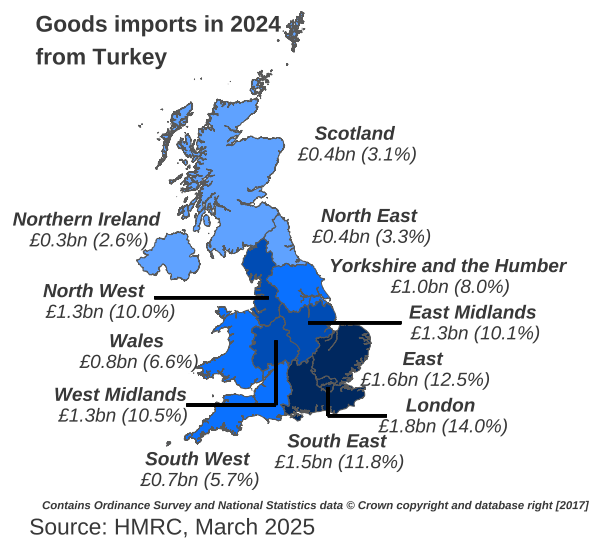 Goods imports in 2024
from Turkey
Scotland
£0.4bn (3.1%)
Northern Ireland
£0.3bn (2.6%)
North East
£0.4bn (3.3%)
Yorkshire and the Humber
£1.0bn (8.0%)
North West
£1.3bn (10.0%)
East Midlands
£1.3bn (10.1%)
Wales
£0.8bn (6.6%)
East
£1.6bn (12.5%)
West Midlands
£1.3bn (10.5%)
London
£1.8bn (14.0%)
South East
£1.5bn (11.8%)
South West
£0.7bn (5.7%)
Contains Ordinance Survey and National Statistics data © Crown copyright and database right [2017]
Source: HMRC, March 2025